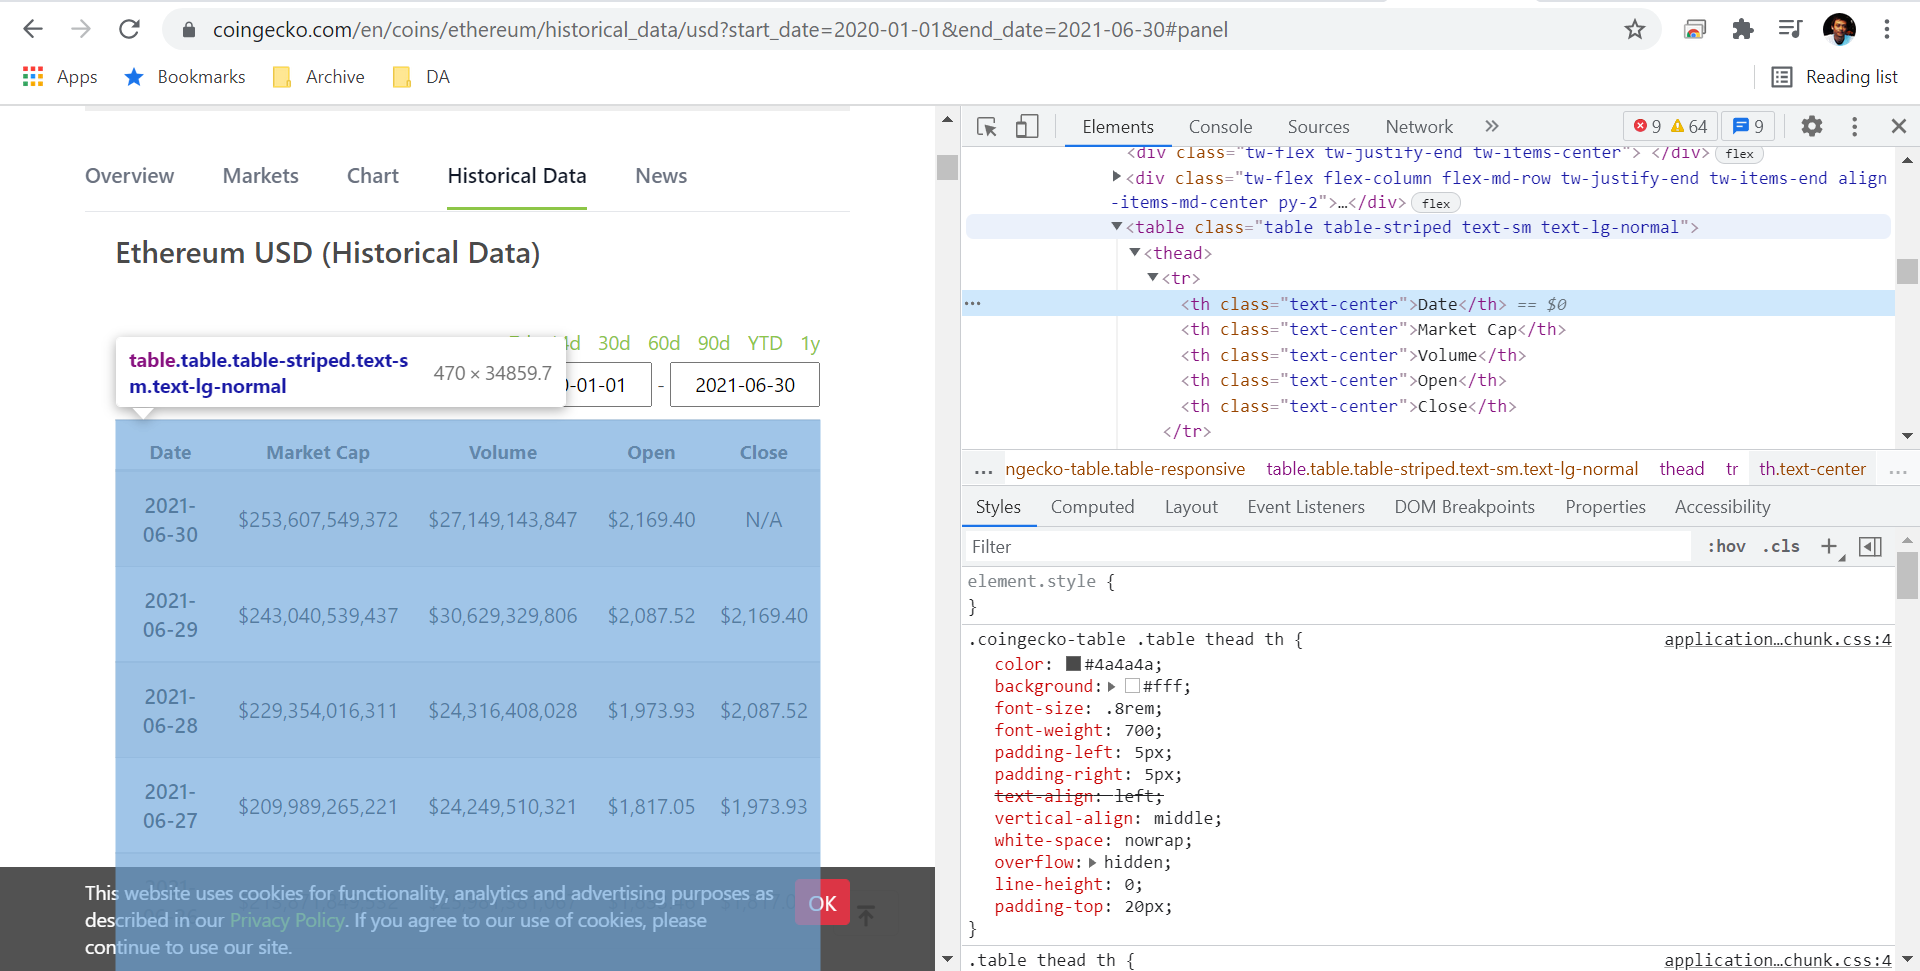 coingecko.com/en/coins/ethereum/historical_data/usd?start_date=2020-01-01&end_date=2021-06-30#panel
Apps Bookmarks Archive DA Reading list
Overview Markets Chart Historical Data News
Ethereum USD (Historical Data)
30d 60d 90d YTD 1y
table.table.table-striped.text-s
m.text-lg-normal
470 × 34859.7
0-01-01 - 2021-06-30
Date Market Cap Volume Open Close
2021-
06-30
$253,607,549,372 $27,149,143,847 $2,169.40 N/A
2021-
06-29
$243,040,539,437 $30,629,329,806 $2,087.52 $2,169.40
2021-
06-28
$229,354,016,311 $24,316,408,028 $1,973.93 $2,087.52
2021-
06-27
$209,989,265,221 $24,249,510,321 $1,817.05 $1,973.93
This website uses cookies for functionality, analytics and advertising purposes as
described in our Privacy Policy. If you agree to our use of cookies, please
continue to use our site.
OK
Elements Console Sources Network » 9 64 9
<div class="tw-flex tw-justify-end tw-items-center"> </div> flex
<div class="tw-flex flex-column flex-md-row tw-justify-end tw-items-end align
-items-md-center py-2">…</div> flex
<table class="table table-striped text-sm text-lg-normal">
<thead>
<tr>
<th class="text-center">Date</th> == $0
<th class="text-center">Market Cap</th>
<th class="text-center">Volume</th>
<th class="text-center">Open</th>
<th class="text-center">Close</th>
</tr>
... ngecko-table.table-responsive table.table.table-striped.text-sm.text-lg-normal thead tr th.text-center ...
Styles Computed Layout Event Listeners DOM Breakpoints Properties Accessibility
Filter :hov .cls +
element.style {
}
.coingecko-table .table thead th { application…chunk.css:4
color: #4a4a4a;
background: #fff;
font-size: .8rem;
font-weight: 700;
padding-left: 5px;
padding-right: 5px;
text-align: left;
vertical-align: middle;
white-space: nowrap;
overflow: hidden;
line-height: 0;
padding-top: 20px;
}
.table thead th { application…chunk.css:4